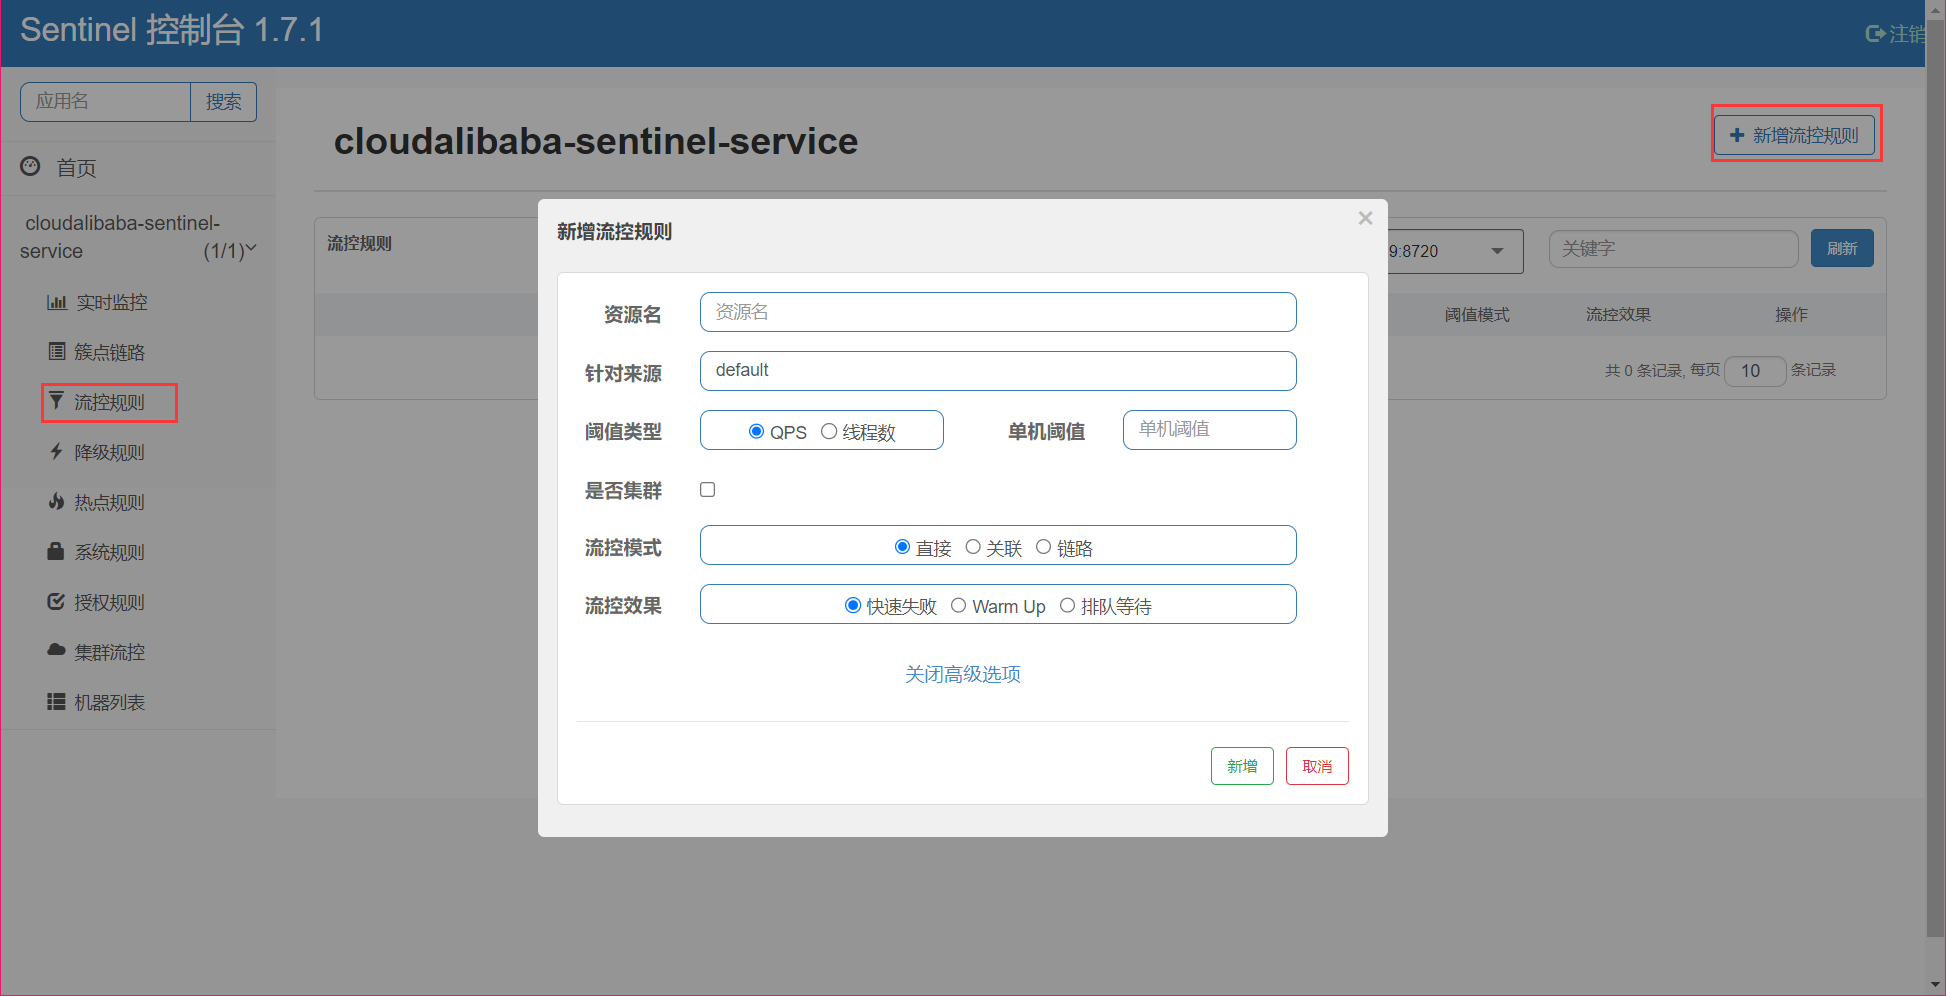 Sentinel 控制台 1.7.1
注销
应用名 搜索
首页
cloudalibaba-sentinel-
service (1/1)
实时监控
簇点链路
流控规则
降级规则
热点规则
系统规则
授权规则
集群流控
机器列表
cloudalibaba-sentinel-service
新增流控规则
流控规则
9:8720
关键字
刷新
阈值模式 流控效果 操作
共 0 条记录, 每页 10 条记录
新增流控规则
×
资源名 资源名
针对来源 default
阈值类型 QPS 线程数 单机阈值 单机阈值
是否集群
流控模式 直接 关联 链路
流控效果 快速失败 Warm Up 排队等待
关闭高级选项
新增 取消